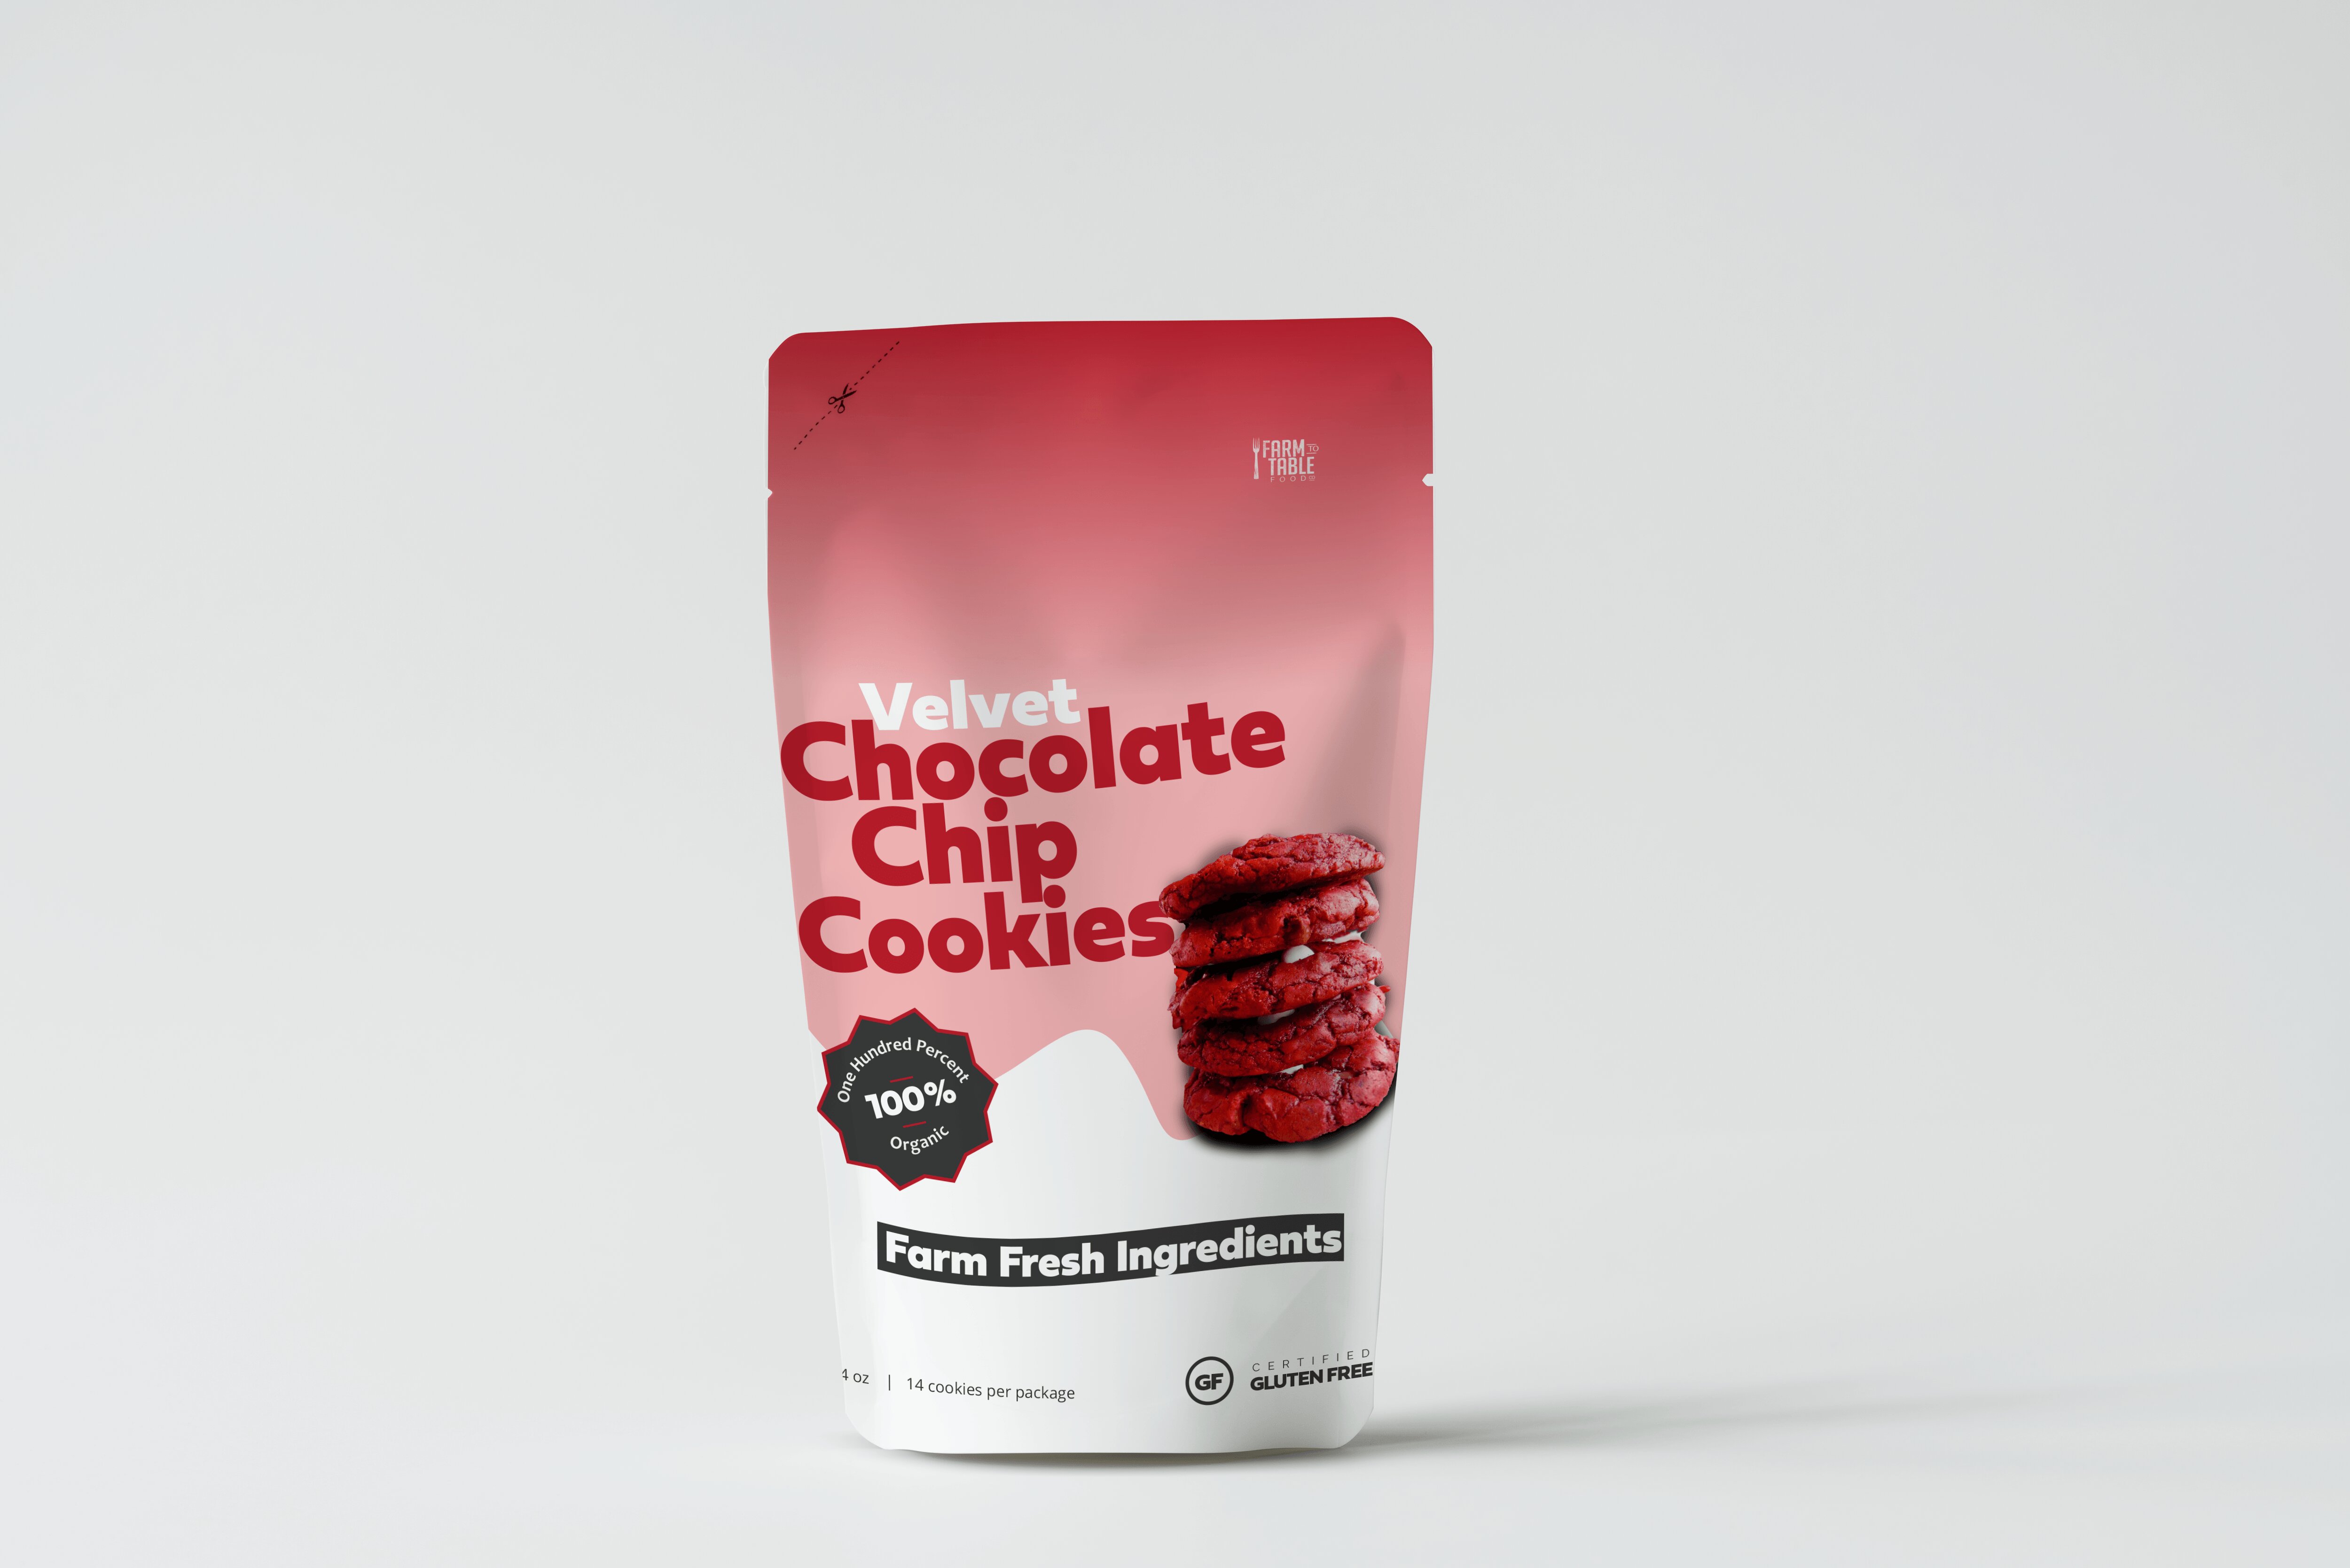 FARM TO
TABLE
FOOD
Velvet
Chocolate
Chip
Cookies
One Hundred Percent
100%
Organic
Farm Fresh Ingredients
4 oz | 14 cookies per package
GF
CERTIFIED
GLUTEN FREE